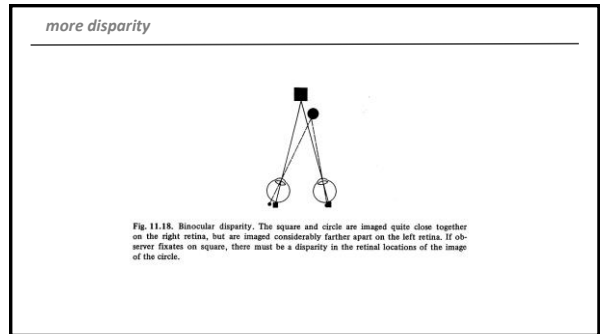 more disparity
Fig. 11.18. Binocular disparity. The square and circle are imaged quite close together
on the right retina, but are imaged considerably farther apart on the left retina. If ob-
server fixates on square, there must be a disparity in the retinal locations of the image
of the circle.